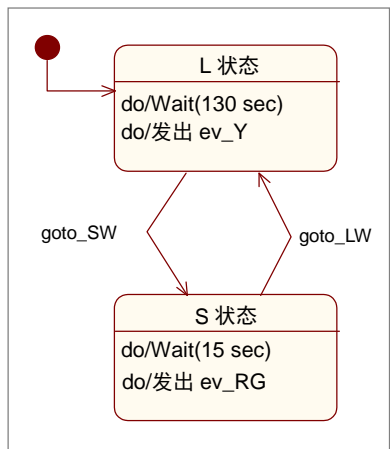 L 状态
do/Wait(130 sec)
do/发出 ev_Y
goto_SW
goto_LW
S 状态
do/Wait(15 sec)
do/发出 ev_RG